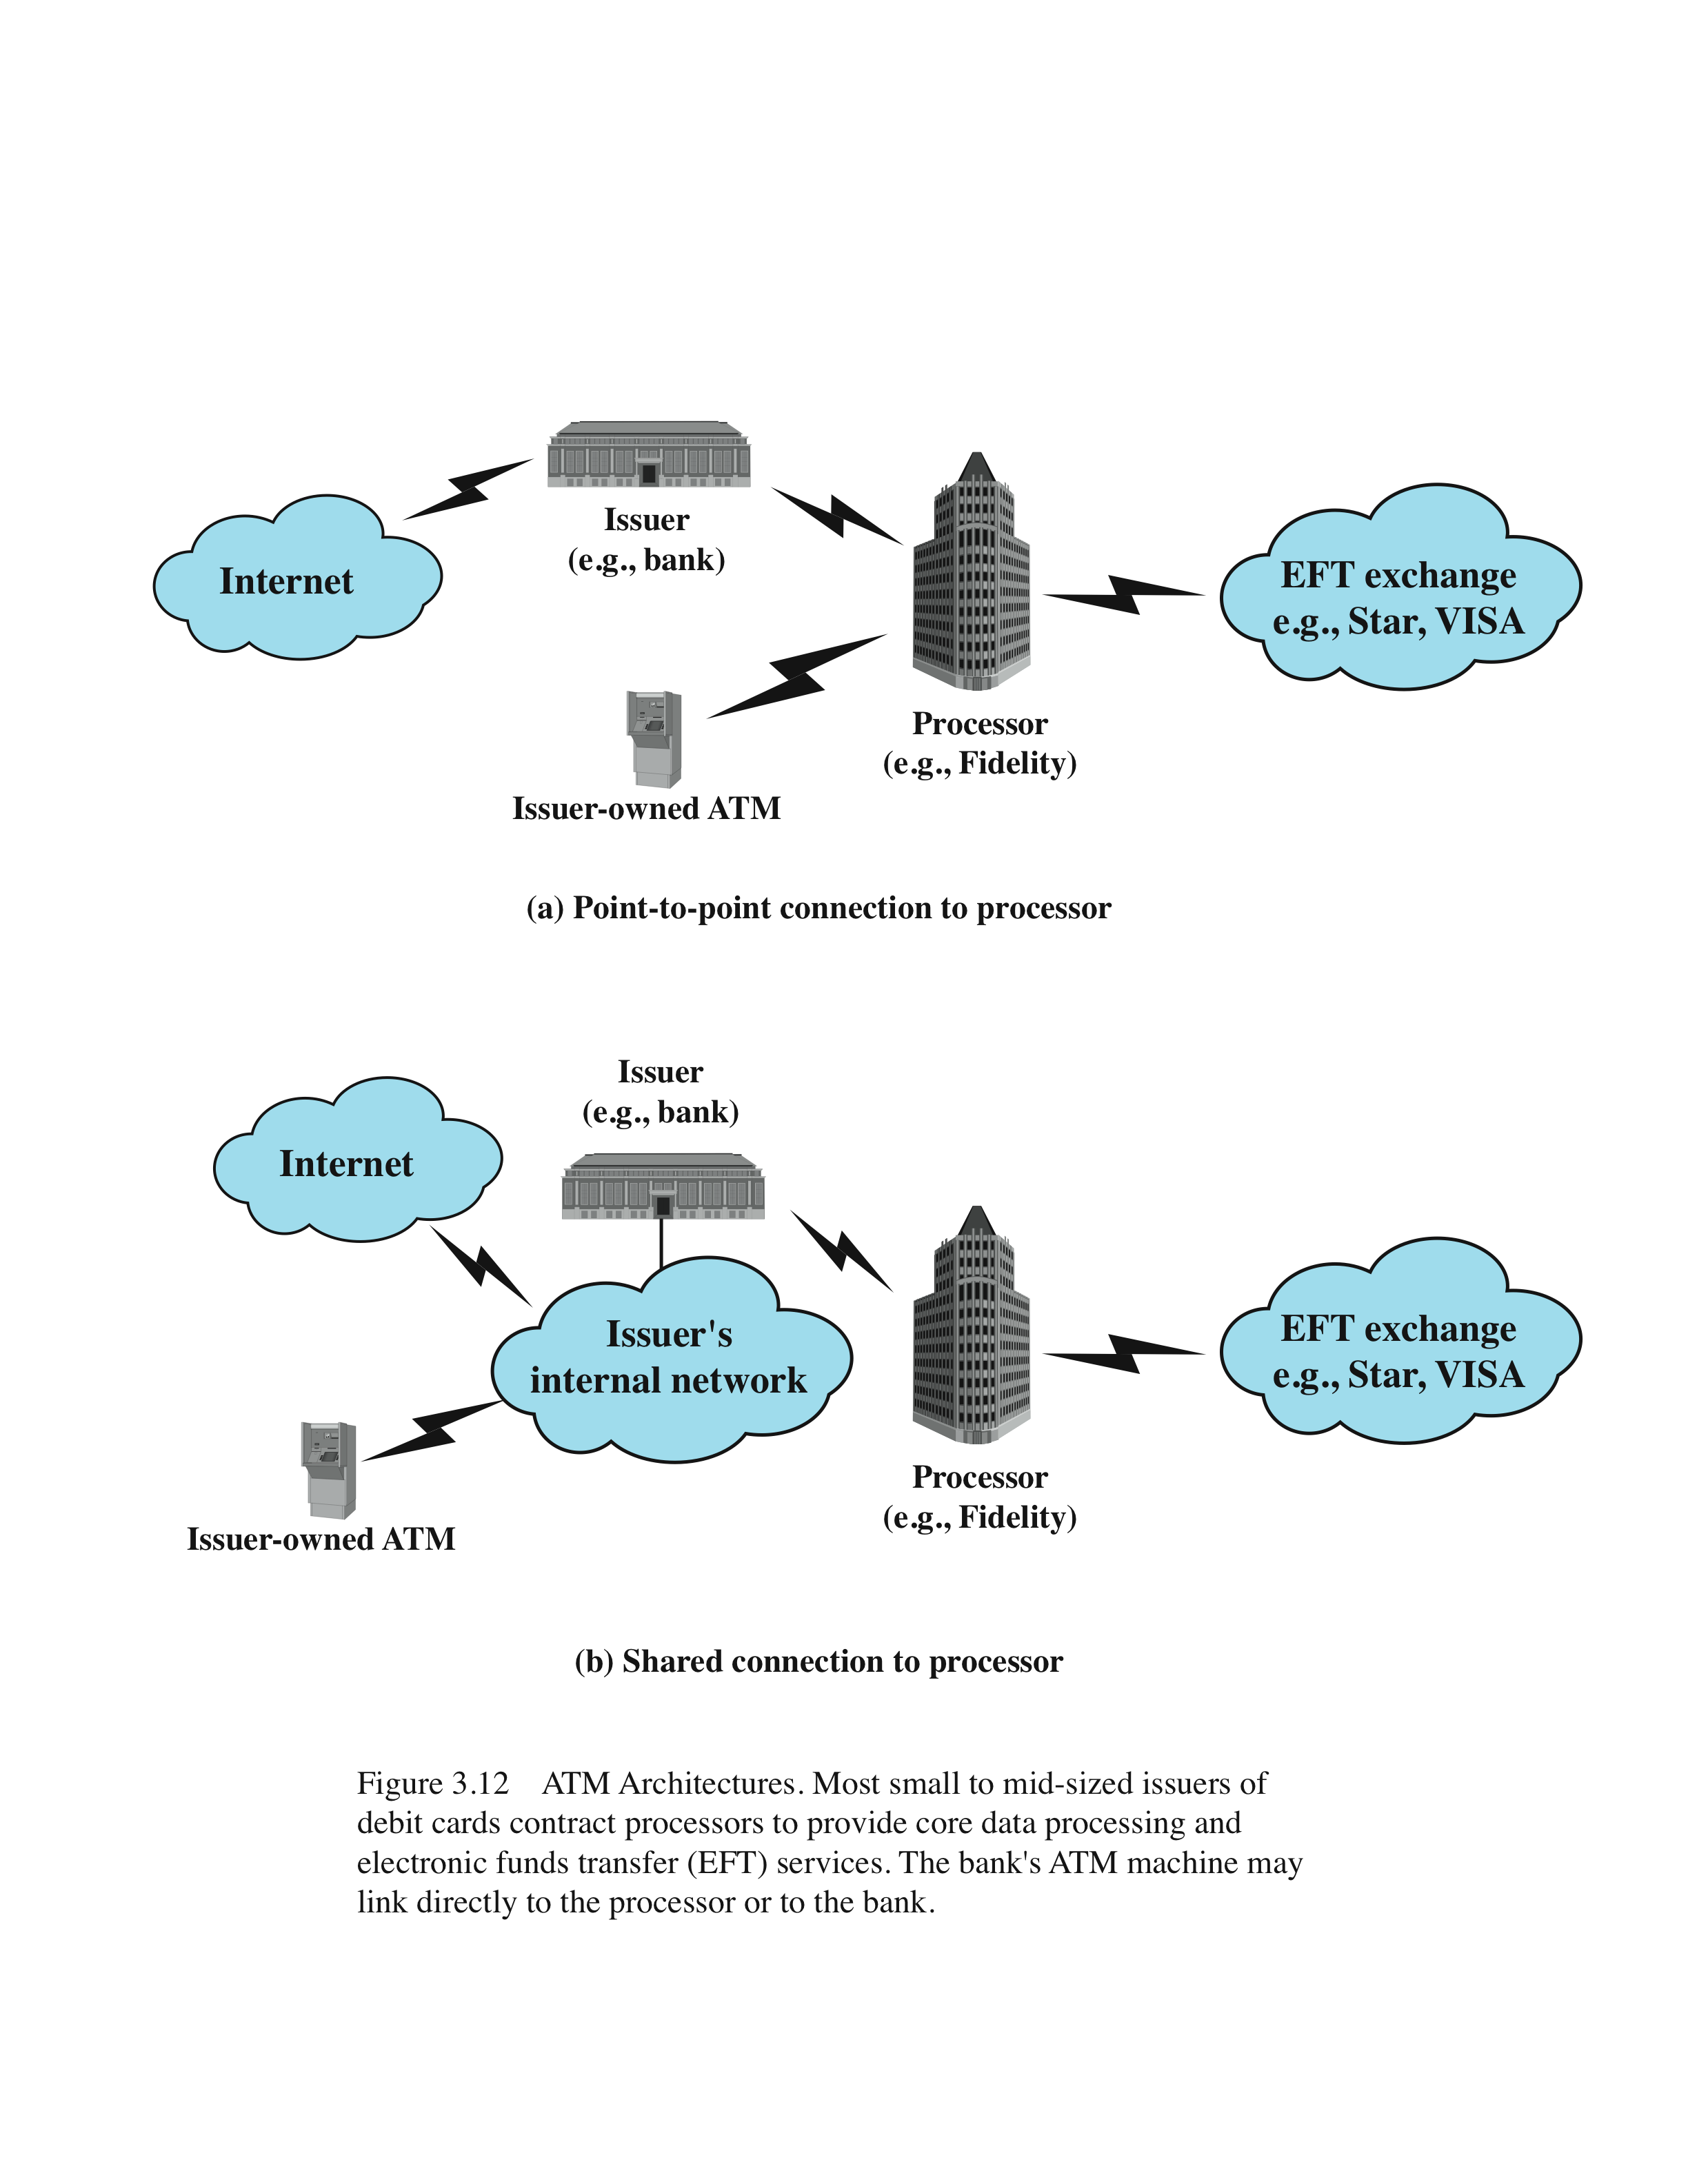 Internet
Issuer
(e.g., bank)
EFT exchange
e.g., Star, VISA
Processor
(e.g., Fidelity)
Issuer-owned ATM
(a) Point-to-point connection to processor
Issuer
(e.g., bank)
Internet
Issuer's
internal network
EFT exchange
e.g., Star, VISA
Processor
(e.g., Fidelity)
Issuer-owned ATM
(b) Shared connection to processor
Figure 3.12 ATM Architectures. Most small to mid-sized issuers of
debit cards contract processors to provide core data processing and
electronic funds transfer (EFT) services. The bank's ATM machine may
link directly to the processor or to the bank.